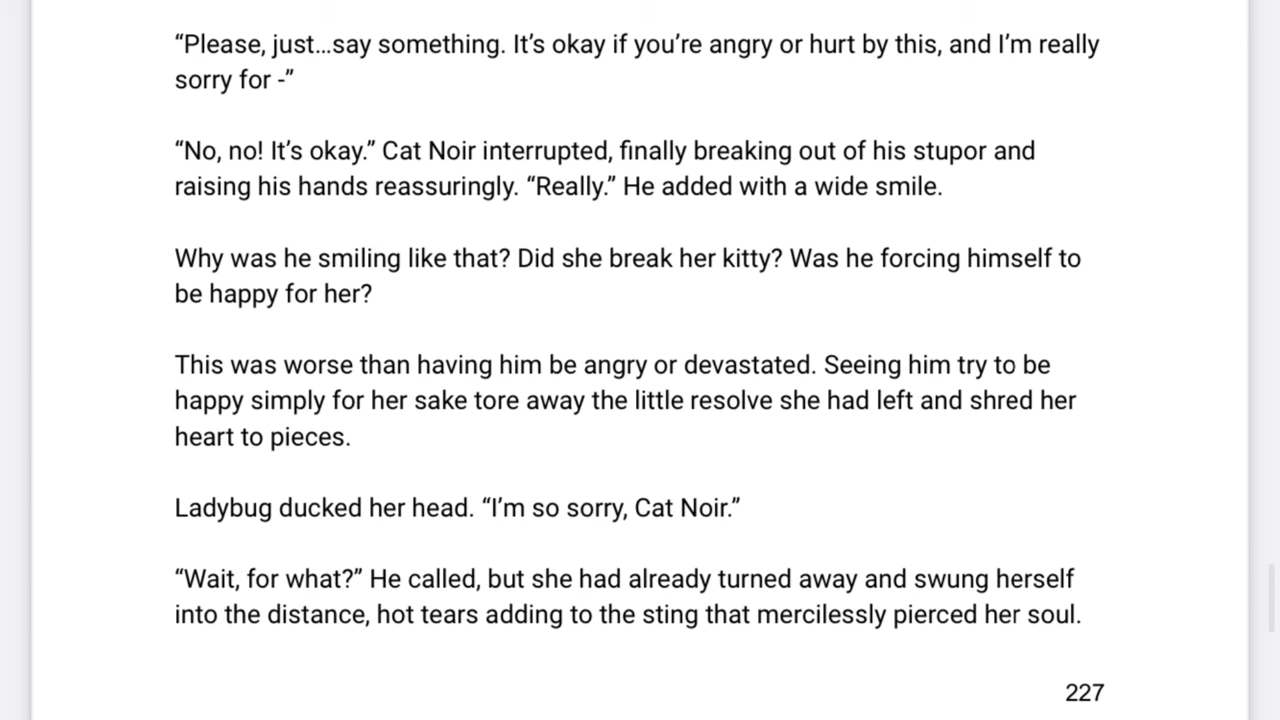 “Please, just…say something. It’s okay if you’re angry or hurt by this, and I’m really
sorry for -”
“No, no! It’s okay.” Cat Noir interrupted, finally breaking out of his stupor and
raising his hands reassuringly. “Really.” He added with a wide smile.
Why was he smiling like that? Did she break her kitty? Was he forcing himself to
be happy for her?
This was worse than having him be angry or devastated. Seeing him try to be
happy simply for her sake tore away the little resolve she had left and shred her
heart to pieces.
Ladybug ducked her head. “I’m so sorry, Cat Noir.”
“Wait, for what?” He called, but she had already turned away and swung herself
into the distance, hot tears adding to the sting that mercilessly pierced her soul.
227